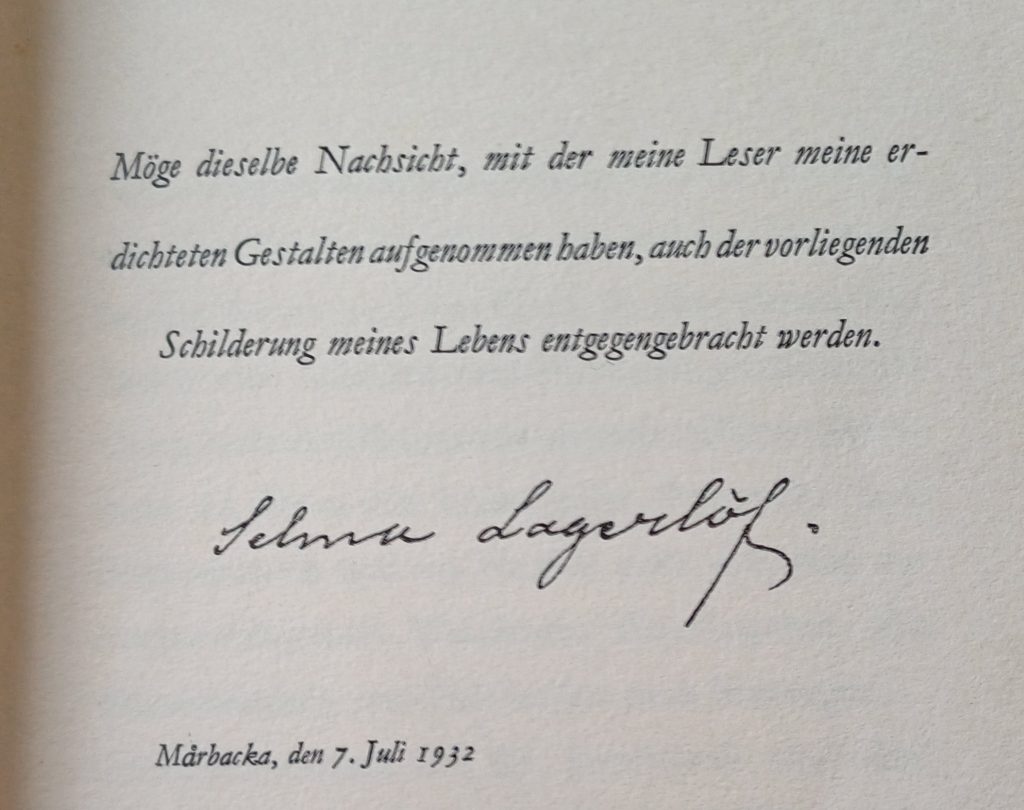 Möge dieselbe Nachsicht, mit der meine Leser meine er-
dichteten Gestalten aufgenommen haben, auch der vorliegenden
Schilderung meines Lebens entgegengebracht werden.
Selma Lagerlöf.
Mårbacka, den 7. Juli 1932